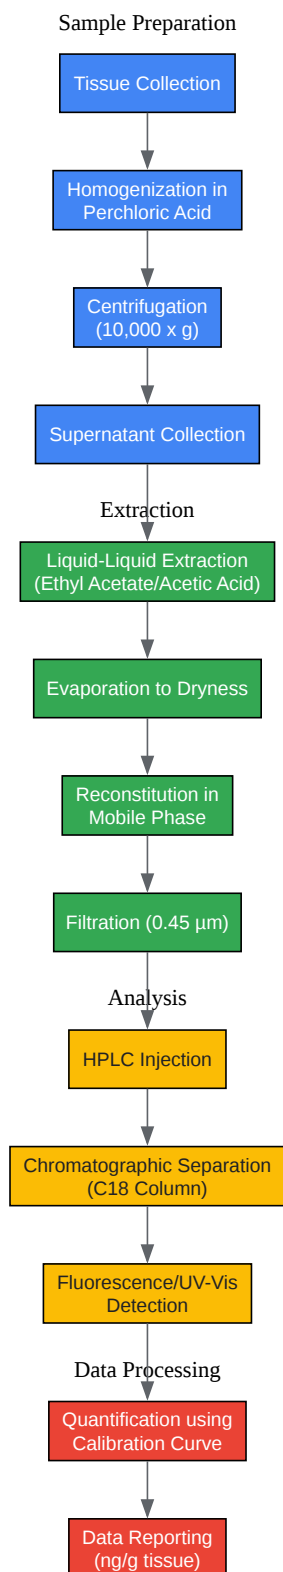 Sample Preparation
Tissue Collection
Homogenization in
Perchloric Acid
Centrifugation
(10,000 x g)
Supernatant Collection
Extraction
Liquid-Liquid Extraction
(Ethyl Acetate/Acetic Acid)
Evaporation to Dryness
Reconstitution in
Mobile Phase
Filtration (0.45 µm)
Analysis
HPLC Injection
Chromatographic Separation
(C18 Column)
Fluorescence/UV-Vis
Detection
Data Processing
Quantification using
Calibration Curve
Data Reporting
(ng/g tissue)